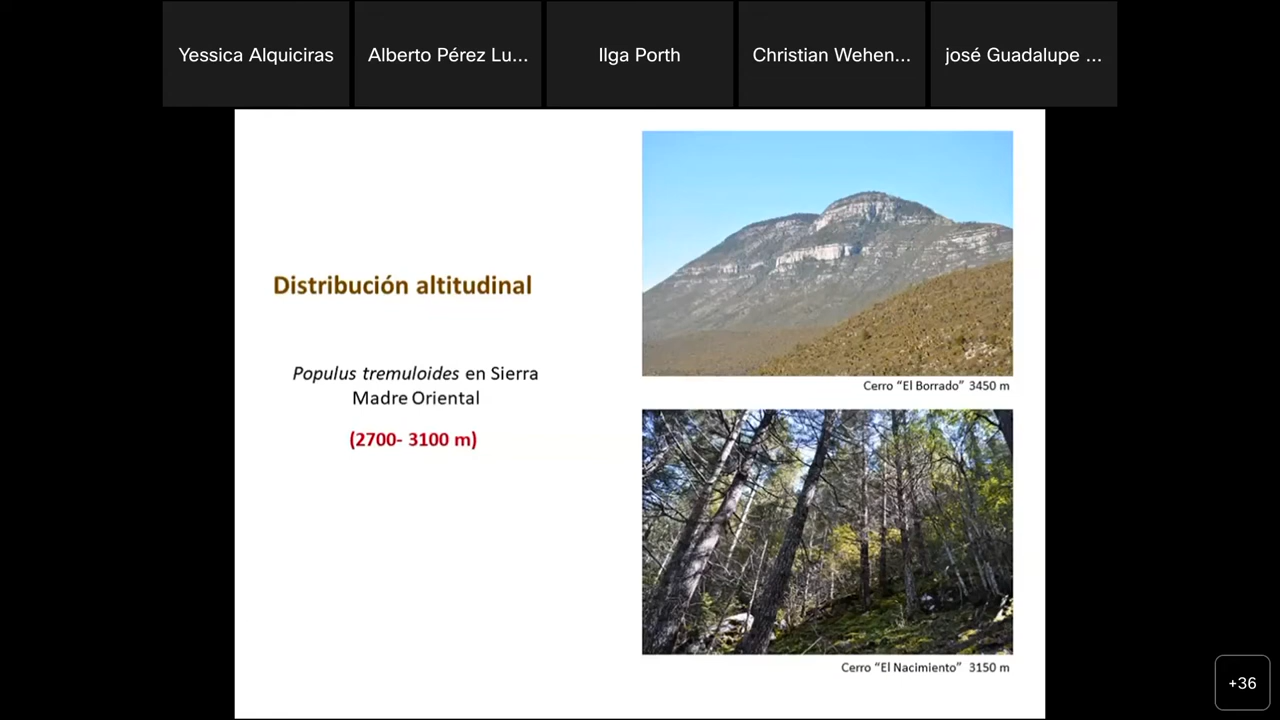 Yessica Alquiciras
Alberto Pérez Lu...
Ilga Porth
Christian Wehen...
josé Guadalupe ...
Distribución altitudinal
Populus tremuloides en Sierra
Madre Oriental
(2700- 3100 m)
Cerro “El Borrado” 3450 m
Cerro “El Nacimiento” 3150 m
+36